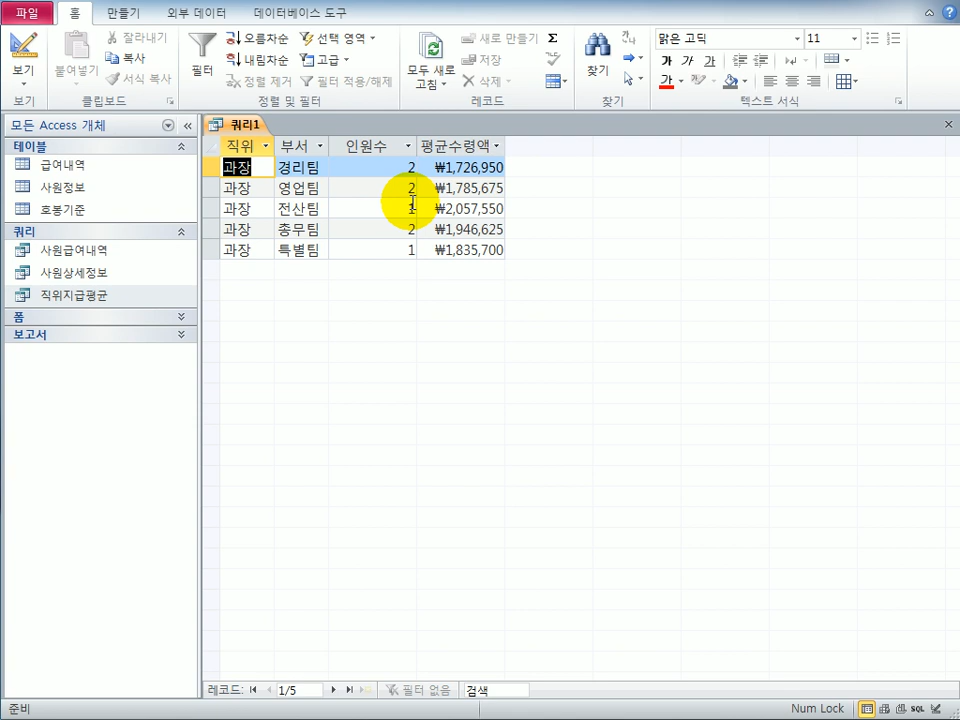 파일 홈 만들기 외부 데이터 데이터베이스 도구
보기
보기
붙여넣기
잘라내기
복사
서식 복사
클립보드
필터
오름차순
내림차순
정렬 제거
선택 영역
고급
필터 적용/해제
정렬 및 필터
모두 새로
고침
새로 만들기
저장
삭제
레코드
찾기
찾기
맑은 고딕 11
가 가 가
가
텍스트 서식
모든 Access 개체
테이블
급여내역
사원정보
호봉기준
쿼리
사원급여내역
사원상세정보
직위지급평균
폼
보고서
쿼리1
직위 부서 인원수 평균수령액
과장 경리팀 2 ₩1,726,950
과장 영업팀 2 ₩1,785,675
과장 전산팀 1 ₩2,057,550
과장 총무팀 2 ₩1,946,625
과장 특별팀 1 ₩1,835,700
레코드: 1/5 필터 없음 검색
준비 Num Lock SQL